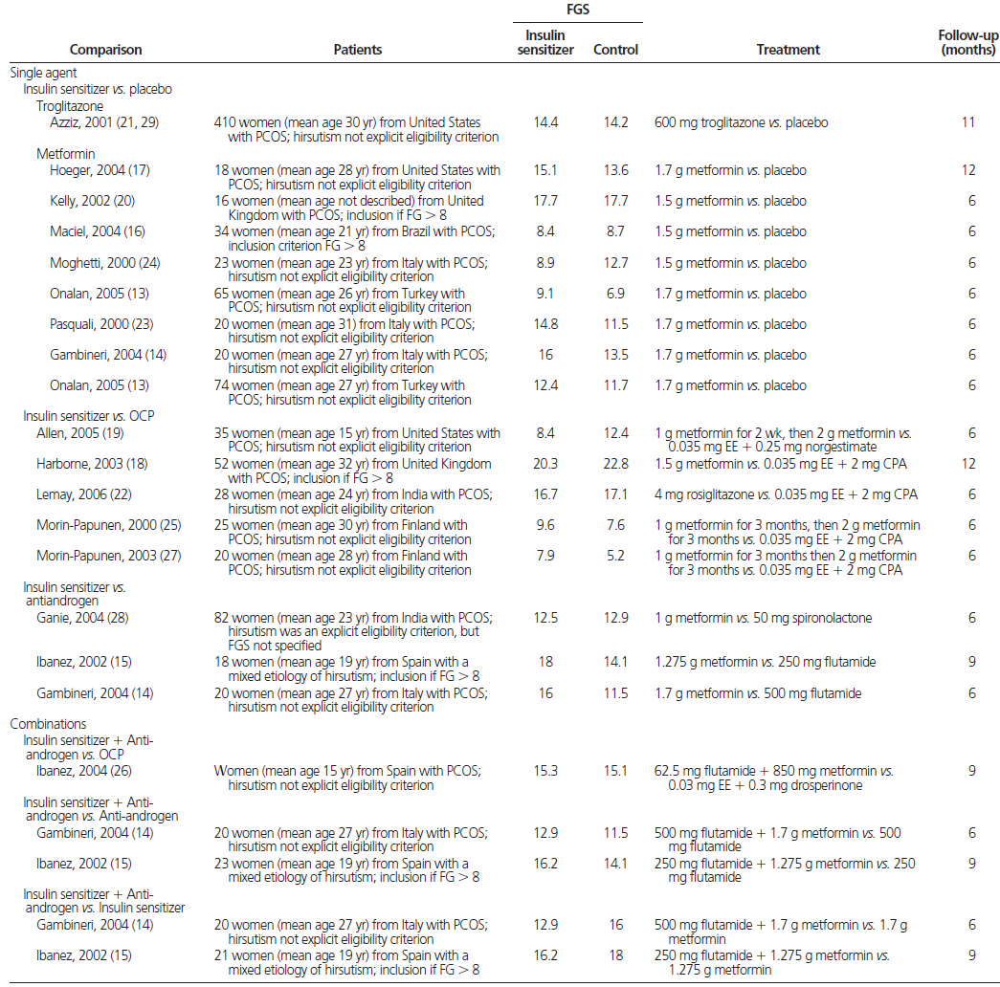 FGS
Comparison Patients Insulin sensitizer Control Treatment Follow-up (months)
Single agent
Insulin sensitizer vs. placebo
Troglitazone
Azziz, 2001 (21, 29) 410 women (mean age 30 yr) from United States 14.4 14.2 600 mg troglitazone vs. placebo 11
with PCOS; hirsutism not explicit eligibility criterion
Metformin
Hoeger, 2004 (17) 18 women (mean age 28 yr) from United States with 15.1 13.6 1.7 g metformin vs. placebo 12
PCOS; hirsutism not explicit eligibility criterion
Kelly, 2002 (20) 16 women (mean age not described) from United 17.7 17.7 1.5 g metformin vs. placebo 6
Kingdom with PCOS; inclusion if FG > 8
Maciel, 2004 (16) 34 women (mean age 21 yr) from Brazil with PCOS; 8.4 8.7 1.5 g metformin vs. placebo 6
inclusion criterion FG > 8
Moghetti, 2000 (24) 23 women (mean age 23 yr) from Italy with PCOS; 8.9 12.7 1.5 g metformin vs. placebo 6
hirsutism not explicit eligibility criterion
Onalan, 2005 (13) 65 women (mean age 26 yr) from Turkey with 9.1 6.9 1.7 g metformin vs. placebo 6
PCOS; hirsutism not explicit eligibility criterion
Pasquali, 2000 (23) 20 women (mean age 31) from Italy with PCOS; 14.8 11.5 1.7 g metformin vs. placebo 6
hirsutism not explicit eligibility criterion
Gambineri, 2004 (14) 20 women (mean age 27 yr) from Italy with PCOS; 16 13.5 1.7 g metformin vs. placebo 6
hirsutism not explicit eligibility criterion
Onalan, 2005 (13) 74 women (mean age 27 yr) from Turkey with 12.4 11.7 1.7 g metformin vs. placebo 6
PCOS; hirsutism not explicit eligibility criterion
Insulin sensitizer vs. OCP
Allen, 2005 (19) 35 women (mean age 15 yr) from United States with 8.4 12.4 1 g metformin for 2 wk, then 2 g metformin vs. 6
PCOS; hirsutism not explicit eligibility criterion 0.035 mg EE + 0.25 mg norgestimate
Harborne, 2003 (18) 52 women (mean age 32 yr) from United Kingdom 20.3 22.8 1.5 g metformin vs. 0.035 mg EE + 2 mg CPA 12
with PCOS; inclusion if FG > 8
Lemay, 2006 (22) 28 women (mean age 24 yr) from India with PCOS; 16.7 17.1 4 mg rosiglitazone vs. 0.035 mg EE + 2 mg CPA 6
hirsutism not explicit eligibility criterion
Morin-Papunen, 2000 (25) 25 women (mean age 30 yr) from Finland with 9.6 7.6 1 g metformin for 3 months, then 2 g metformin 6
PCOS; hirsutism not explicit eligibility criterion for 3 months vs. 0.035 mg EE + 2 mg CPA
Morin-Papunen, 2003 (27) 20 women (mean age 28 yr) from Finland with 7.9 5.2 1 g metformin for 3 months then 2 g metformin 6
PCOS; hirsutism not explicit eligibility criterion for 3 months vs. 0.035 mg EE + 2 mg CPA
Insulin sensitizer vs.
antiandrogen
Ganie, 2004 (28) 82 women (mean age 23 yr) from India with PCOS; 12.5 12.9 1 g metformin vs. 50 mg spironolactone 6
hirsutism was an explicit eligibility criterion, but
FGS not specified
Ibanez, 2002 (15) 18 women (mean age 19 yr) from Spain with a 18 14.1 1.275 g metformin vs. 250 mg flutamide 9
mixed etiology of hirsutism; inclusion if FG > 8
Gambineri, 2004 (14) 20 women (mean age 27 yr) from Italy with PCOS; 16 11.5 1.7 g metformin vs. 500 mg flutamide 6
hirsutism not explicit eligibility criterion
Combinations
Insulin sensitizer + Anti-
androgen vs. OCP
Ibanez, 2004 (26) Women (mean age 15 yr) from Spain with PCOS; 15.3 15.1 62.5 mg flutamide + 850 mg metformin vs. 9
hirsutism not explicit eligibility criterion 0.03 mg EE + 0.3 mg drosperinone
Insulin sensitizer + Anti-
androgen vs. Anti-androgen
Gambineri, 2004 (14) 20 women (mean age 27 yr) from Italy with PCOS; 12.9 11.5 500 mg flutamide + 1.7 g metformin vs. 500 6
hirsutism not explicit eligibility criterion mg flutamide
Ibanez, 2002 (15) 23 women (mean age 19 yr) from Spain with a 16.2 14.1 250 mg flutamide + 1.275 g metformin vs. 250 9
mixed etiology of hirsutism; inclusion if FG > 8 mg flutamide
Insulin sensitizer + Anti-
androgen vs. Insulin sensitizer
Gambineri, 2004 (14) 20 women (mean age 27 yr) from Italy with PCOS; 12.9 16 500 mg flutamide + 1.7 g metformin vs. 1.7 g 6
hirsutism not explicit eligibility criterion metformin
Ibanez, 2002 (15) 21 women (mean age 19 yr) from Spain with a 16.2 18 250 mg flutamide + 1.275 g metformin vs. 9
mixed etiology of hirsutism; inclusion if FG > 8 1.275 g metformin